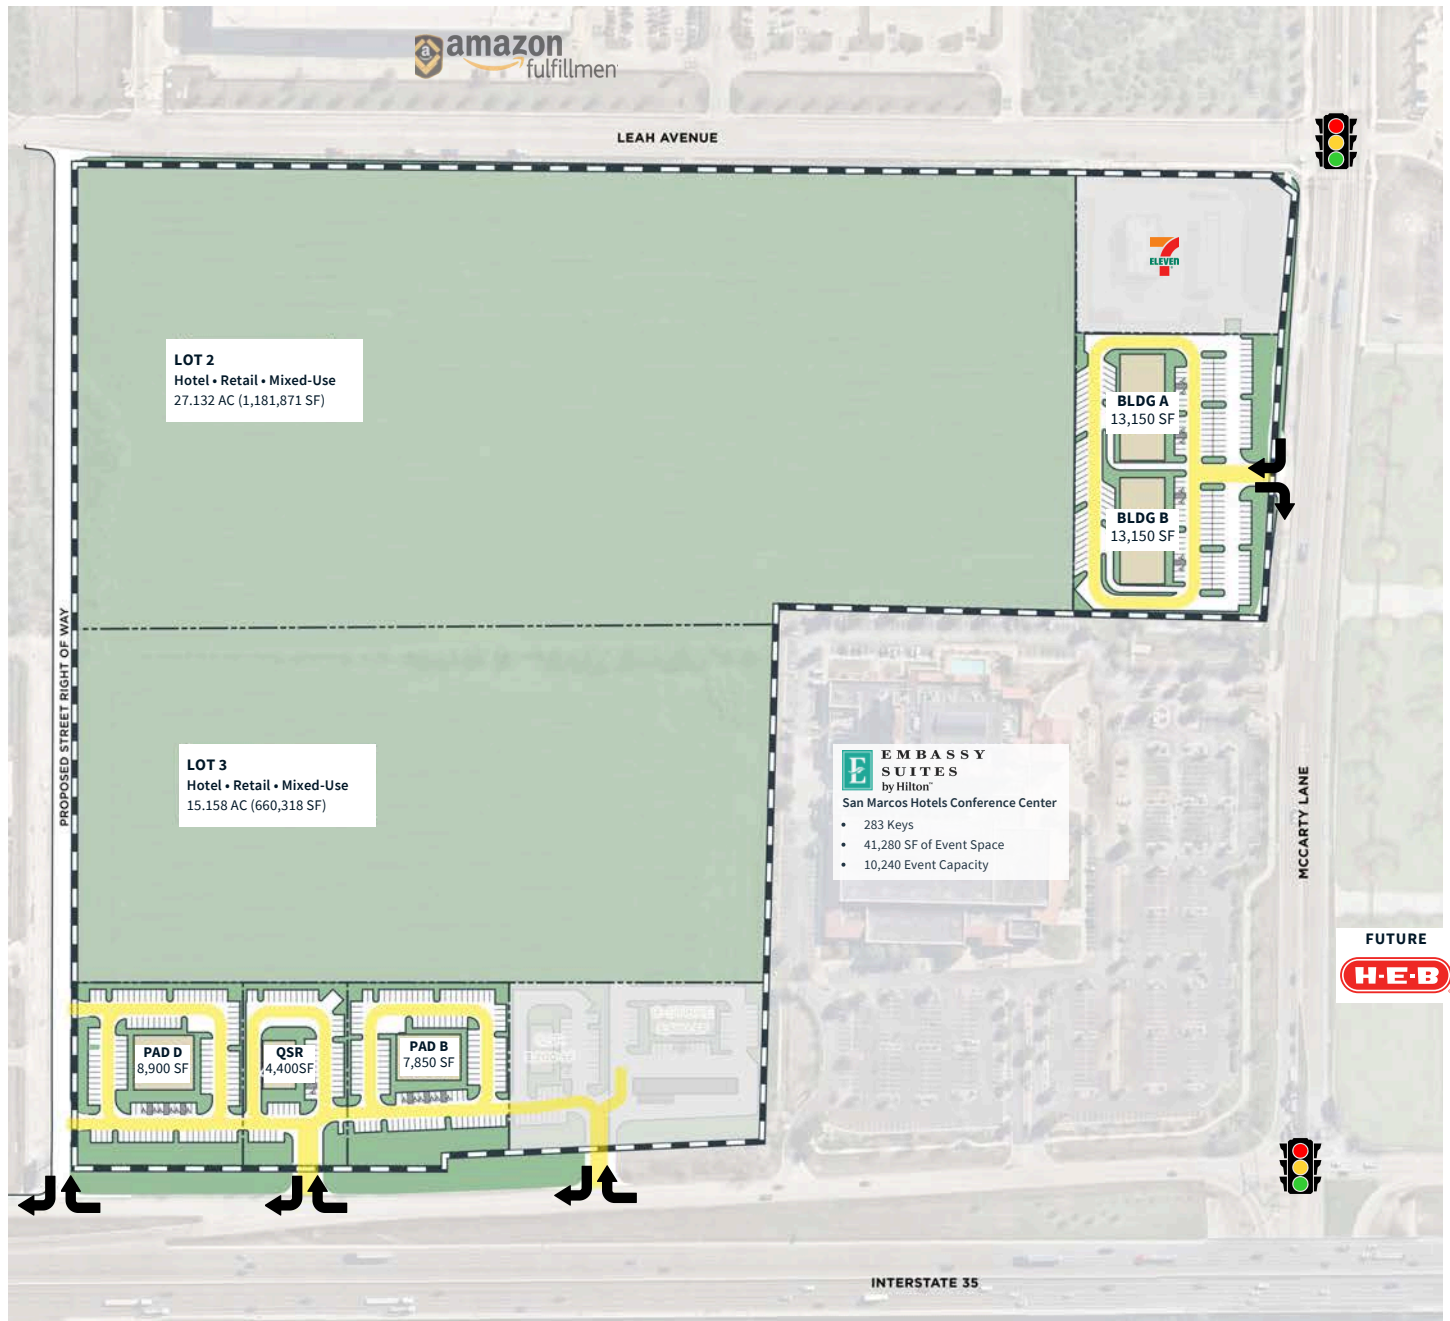 amazon
fulfillmen
LEAH AVENUE
7
ELEVEN
LOT 2
Hotel • Retail • Mixed-Use
27.132 AC (1,181,871 SF)
BLDG A
13,150 SF
BLDG B
13,150 SF
PROPOSED STREET RIGHT OF WAY
LOT 3
Hotel • Retail • Mixed-Use
15.158 AC (660,318 SF)
EMBASSY
SUITES
by Hilton™
San Marcos Hotels Conference Center
• 283 Keys
• 41,280 SF of Event Space
• 10,240 Event Capacity
MCCARTY LANE
FUTURE
H-E-B
PAD D
8,900 SF
QSR
4,400SF
PAD B
7,850 SF
INTERSTATE 35